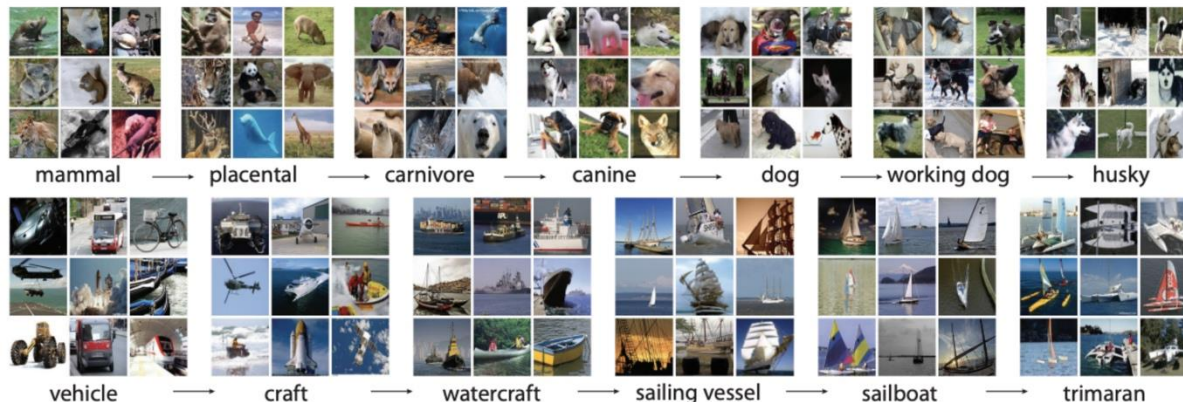 mammal → placental → carnivore → canine → dog → working dog → husky
vehicle → craft → watercraft → sailing vessel → sailboat → trimaran